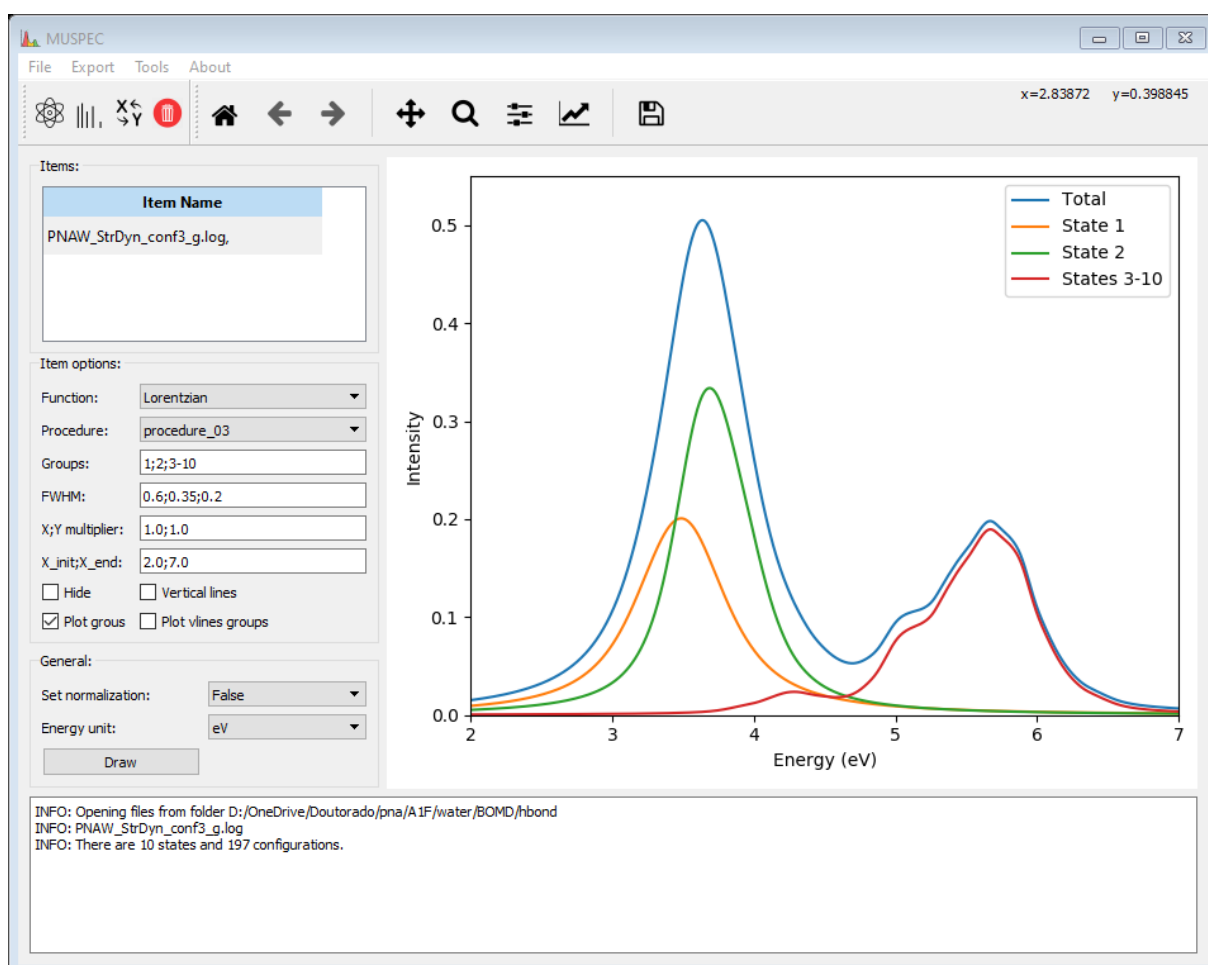 MUSPEC
File Export Tools About
x=2.83872 y=0.398845
Items:
Item Name
PNAW_StrDyn_conf3_g.log,
Item options:
Function: Lorentzian
Procedure: procedure_03
Groups: 1;2;3-10
FWHM: 0.6;0.35;0.2
X;Y multiplier: 1.0;1.0
X_init;X_end: 2.0;7.0
Hide Vertical lines
Plot grous Plot vlines groups
General:
Set normalization: False
Energy unit: eV
Draw
Total
State 1
State 2
States 3-10
Intensity
0.5
0.4
0.3
0.2
0.1
0.0
2 3 4 5 6 7
Energy (eV)
INFO: Opening files from folder D:/OneDrive/Doutorado/pna/A1F/water/BOMD/hbond
INFO: PNAW_StrDyn_conf3_g.log
INFO: There are 10 states and 197 configurations.